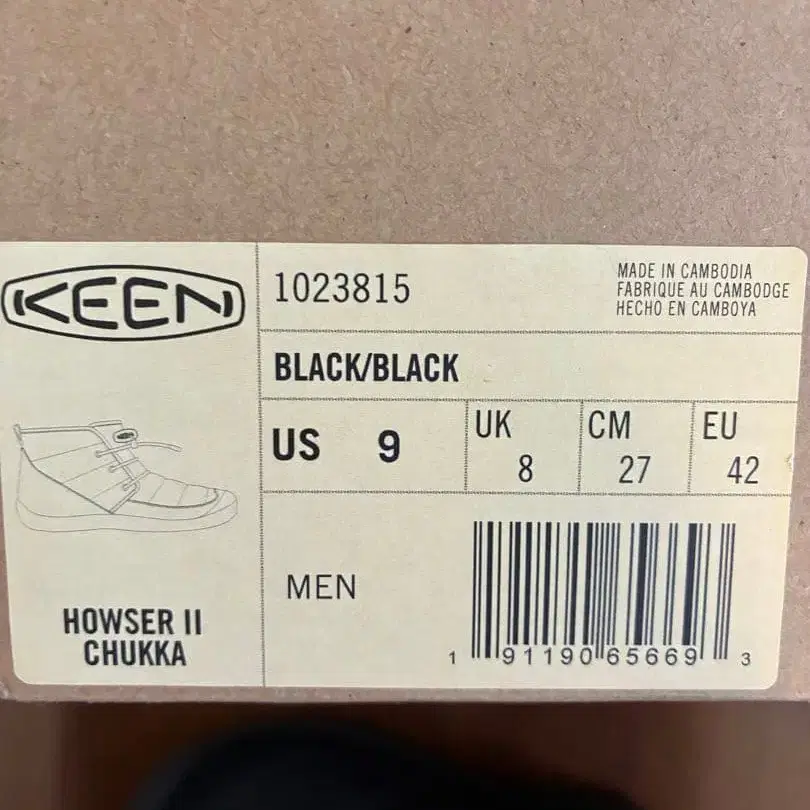 KEEN
1023815
MADE IN CAMBODIA
FABRIQUE AU CAMBODGE
HECHO EN CAMBOYA
BLACK/BLACK
US 9
UK 8
CM 27
EU 42
MEN
HOWSER II
CHUKKA
1 91190 65669 3